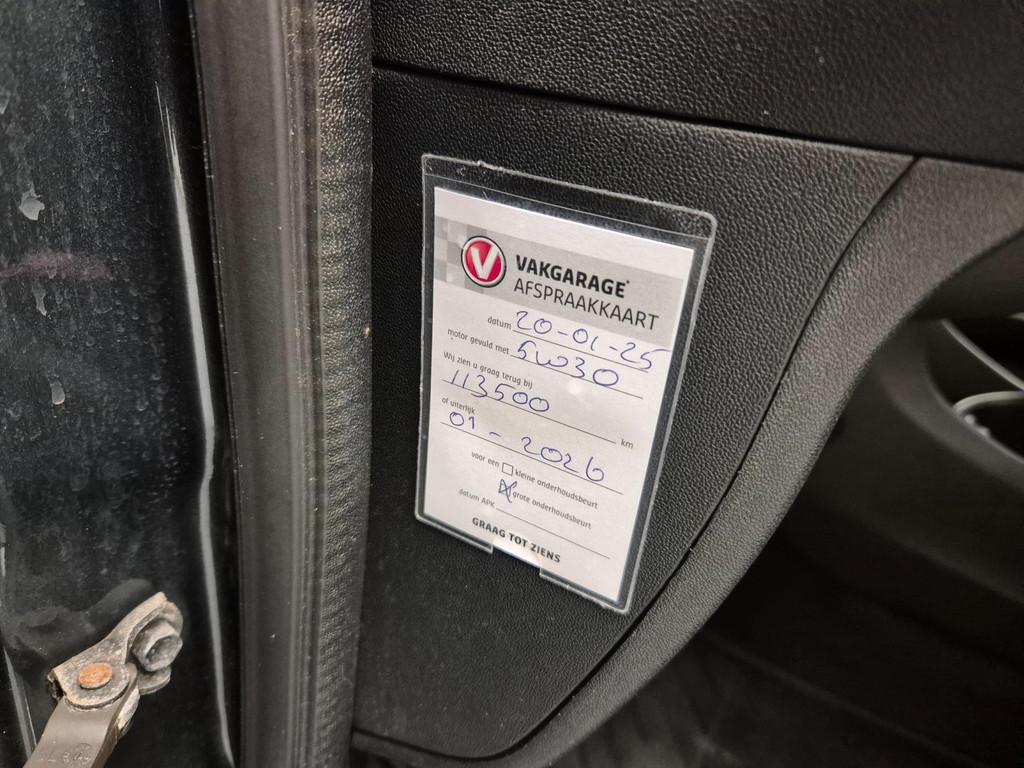 V VAKGARAGE
AFSPRAAKKAART
datum 20-01-25
motor gevuld met 5W30
Wij zien u graag terug bij
113500 km
of uiterlijk
01 - 2026
voor een kleine onderhoudsbeurt
grote onderhoudsbeurt
datum APK
GRAAG TOT ZIENS